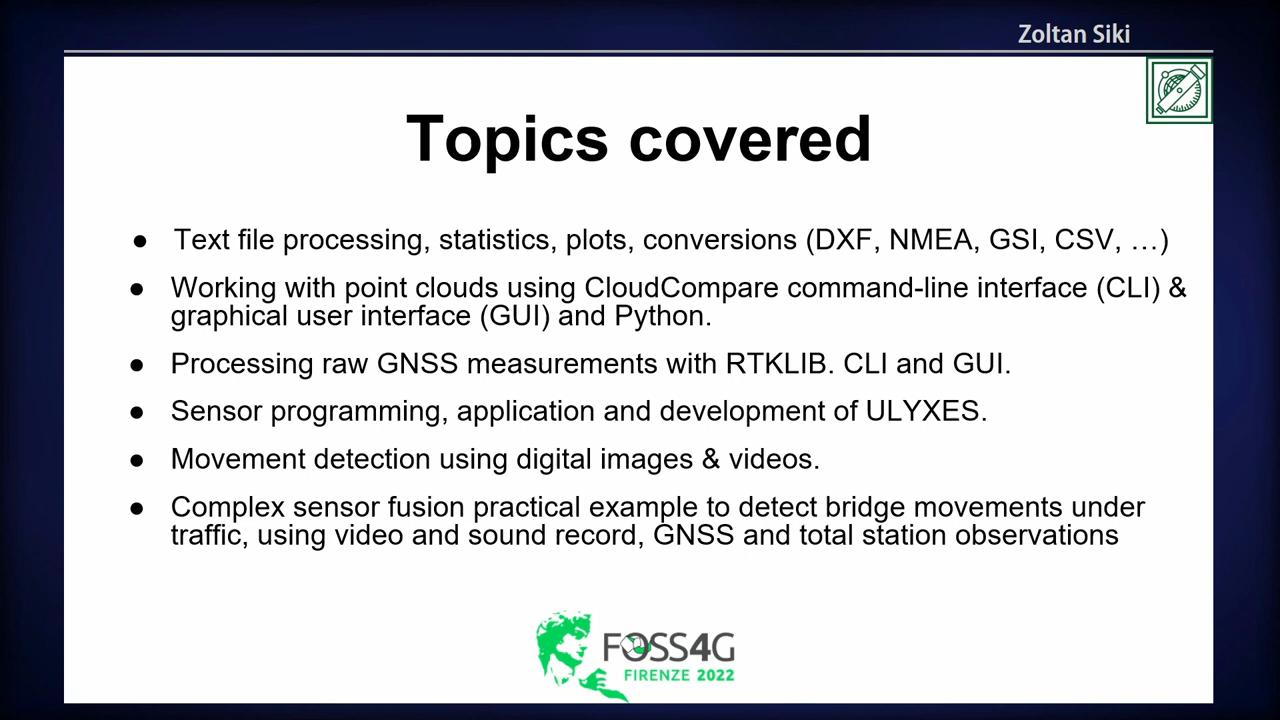 Zoltan Siki
Topics covered
● Text file processing, statistics, plots, conversions (DXF, NMEA, GSI, CSV, …)
● Working with point clouds using CloudCompare command-line interface (CLI) &
graphical user interface (GUI) and Python.
● Processing raw GNSS measurements with RTKLIB. CLI and GUI.
● Sensor programming, application and development of ULYXES.
● Movement detection using digital images & videos.
● Complex sensor fusion practical example to detect bridge movements under
traffic, using video and sound record, GNSS and total station observations
FOSS4G
FIRENZE 2022